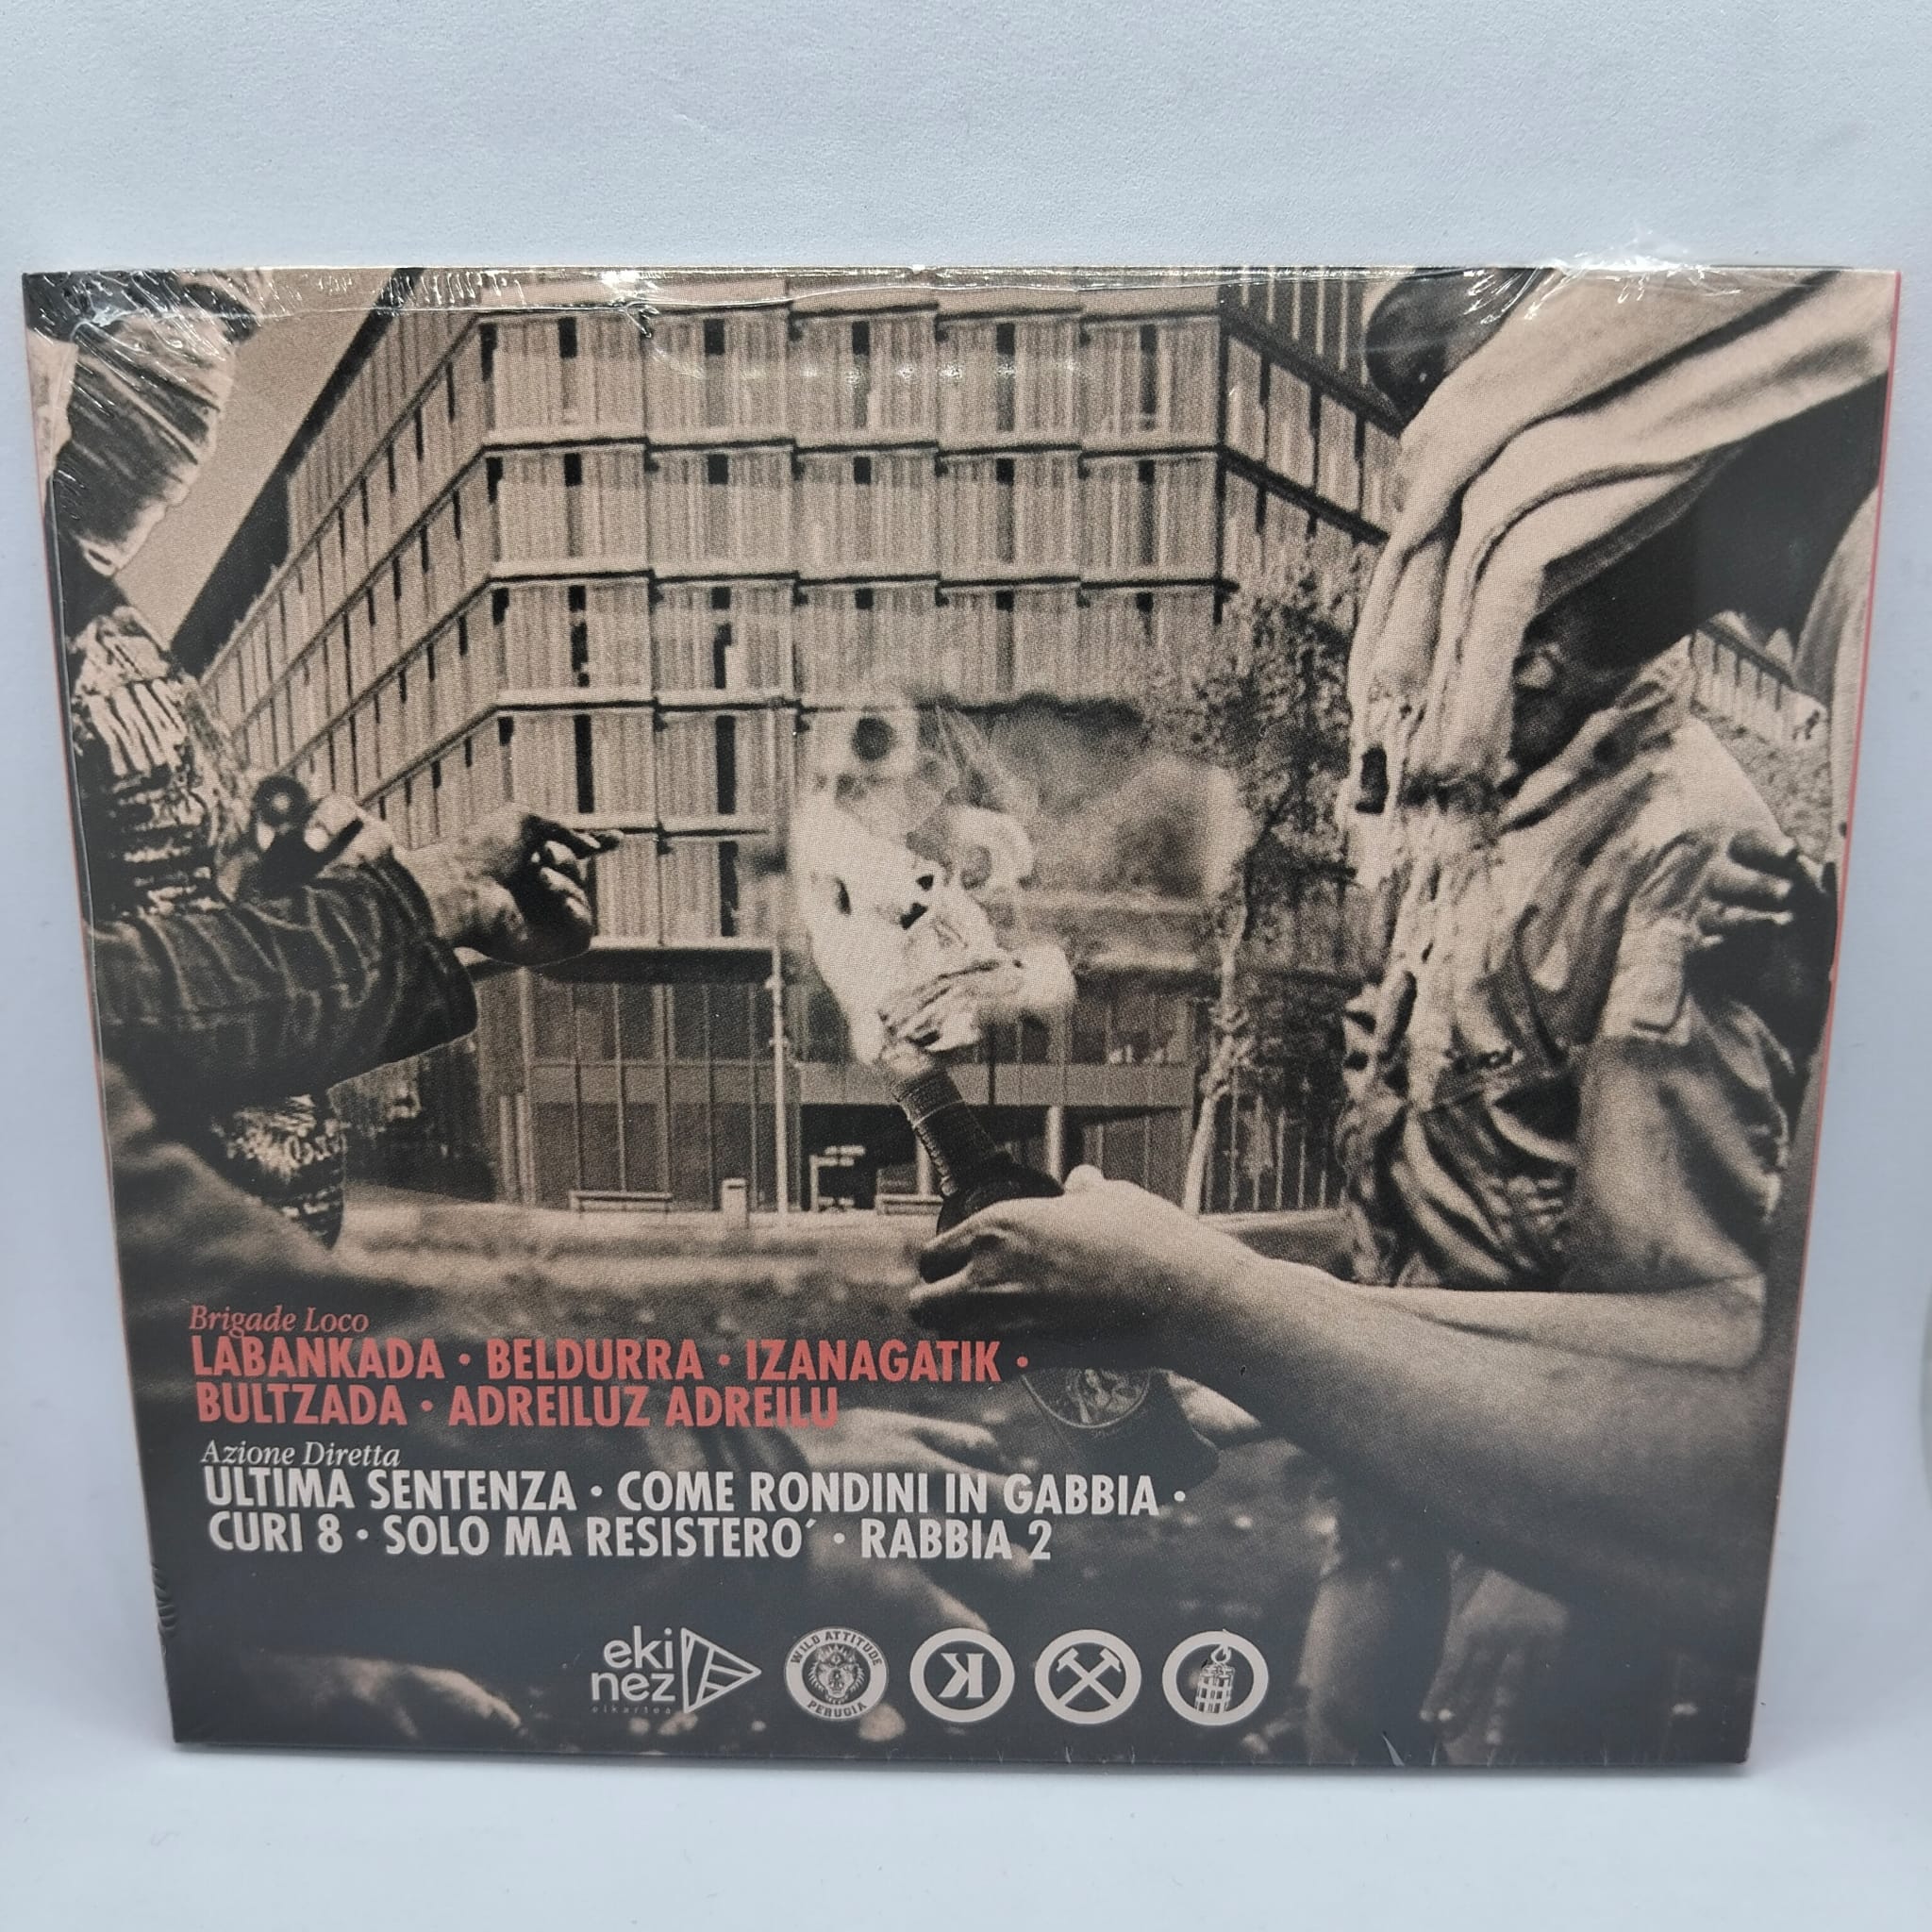 Brigade Loco
LABANKADA • BELDURRA • IZANAGATIK •
BULTZADA • ADREILUZ ADREILU
Azione Diretta
ULTIMA SENTENZA • COME RONDINI IN GABBIA •
CURI 8 • SOLO MA RESISTERO´ • RABBIA 2
eki
nez
elkartea
WILD ATTITUDE
PERUGIA
K